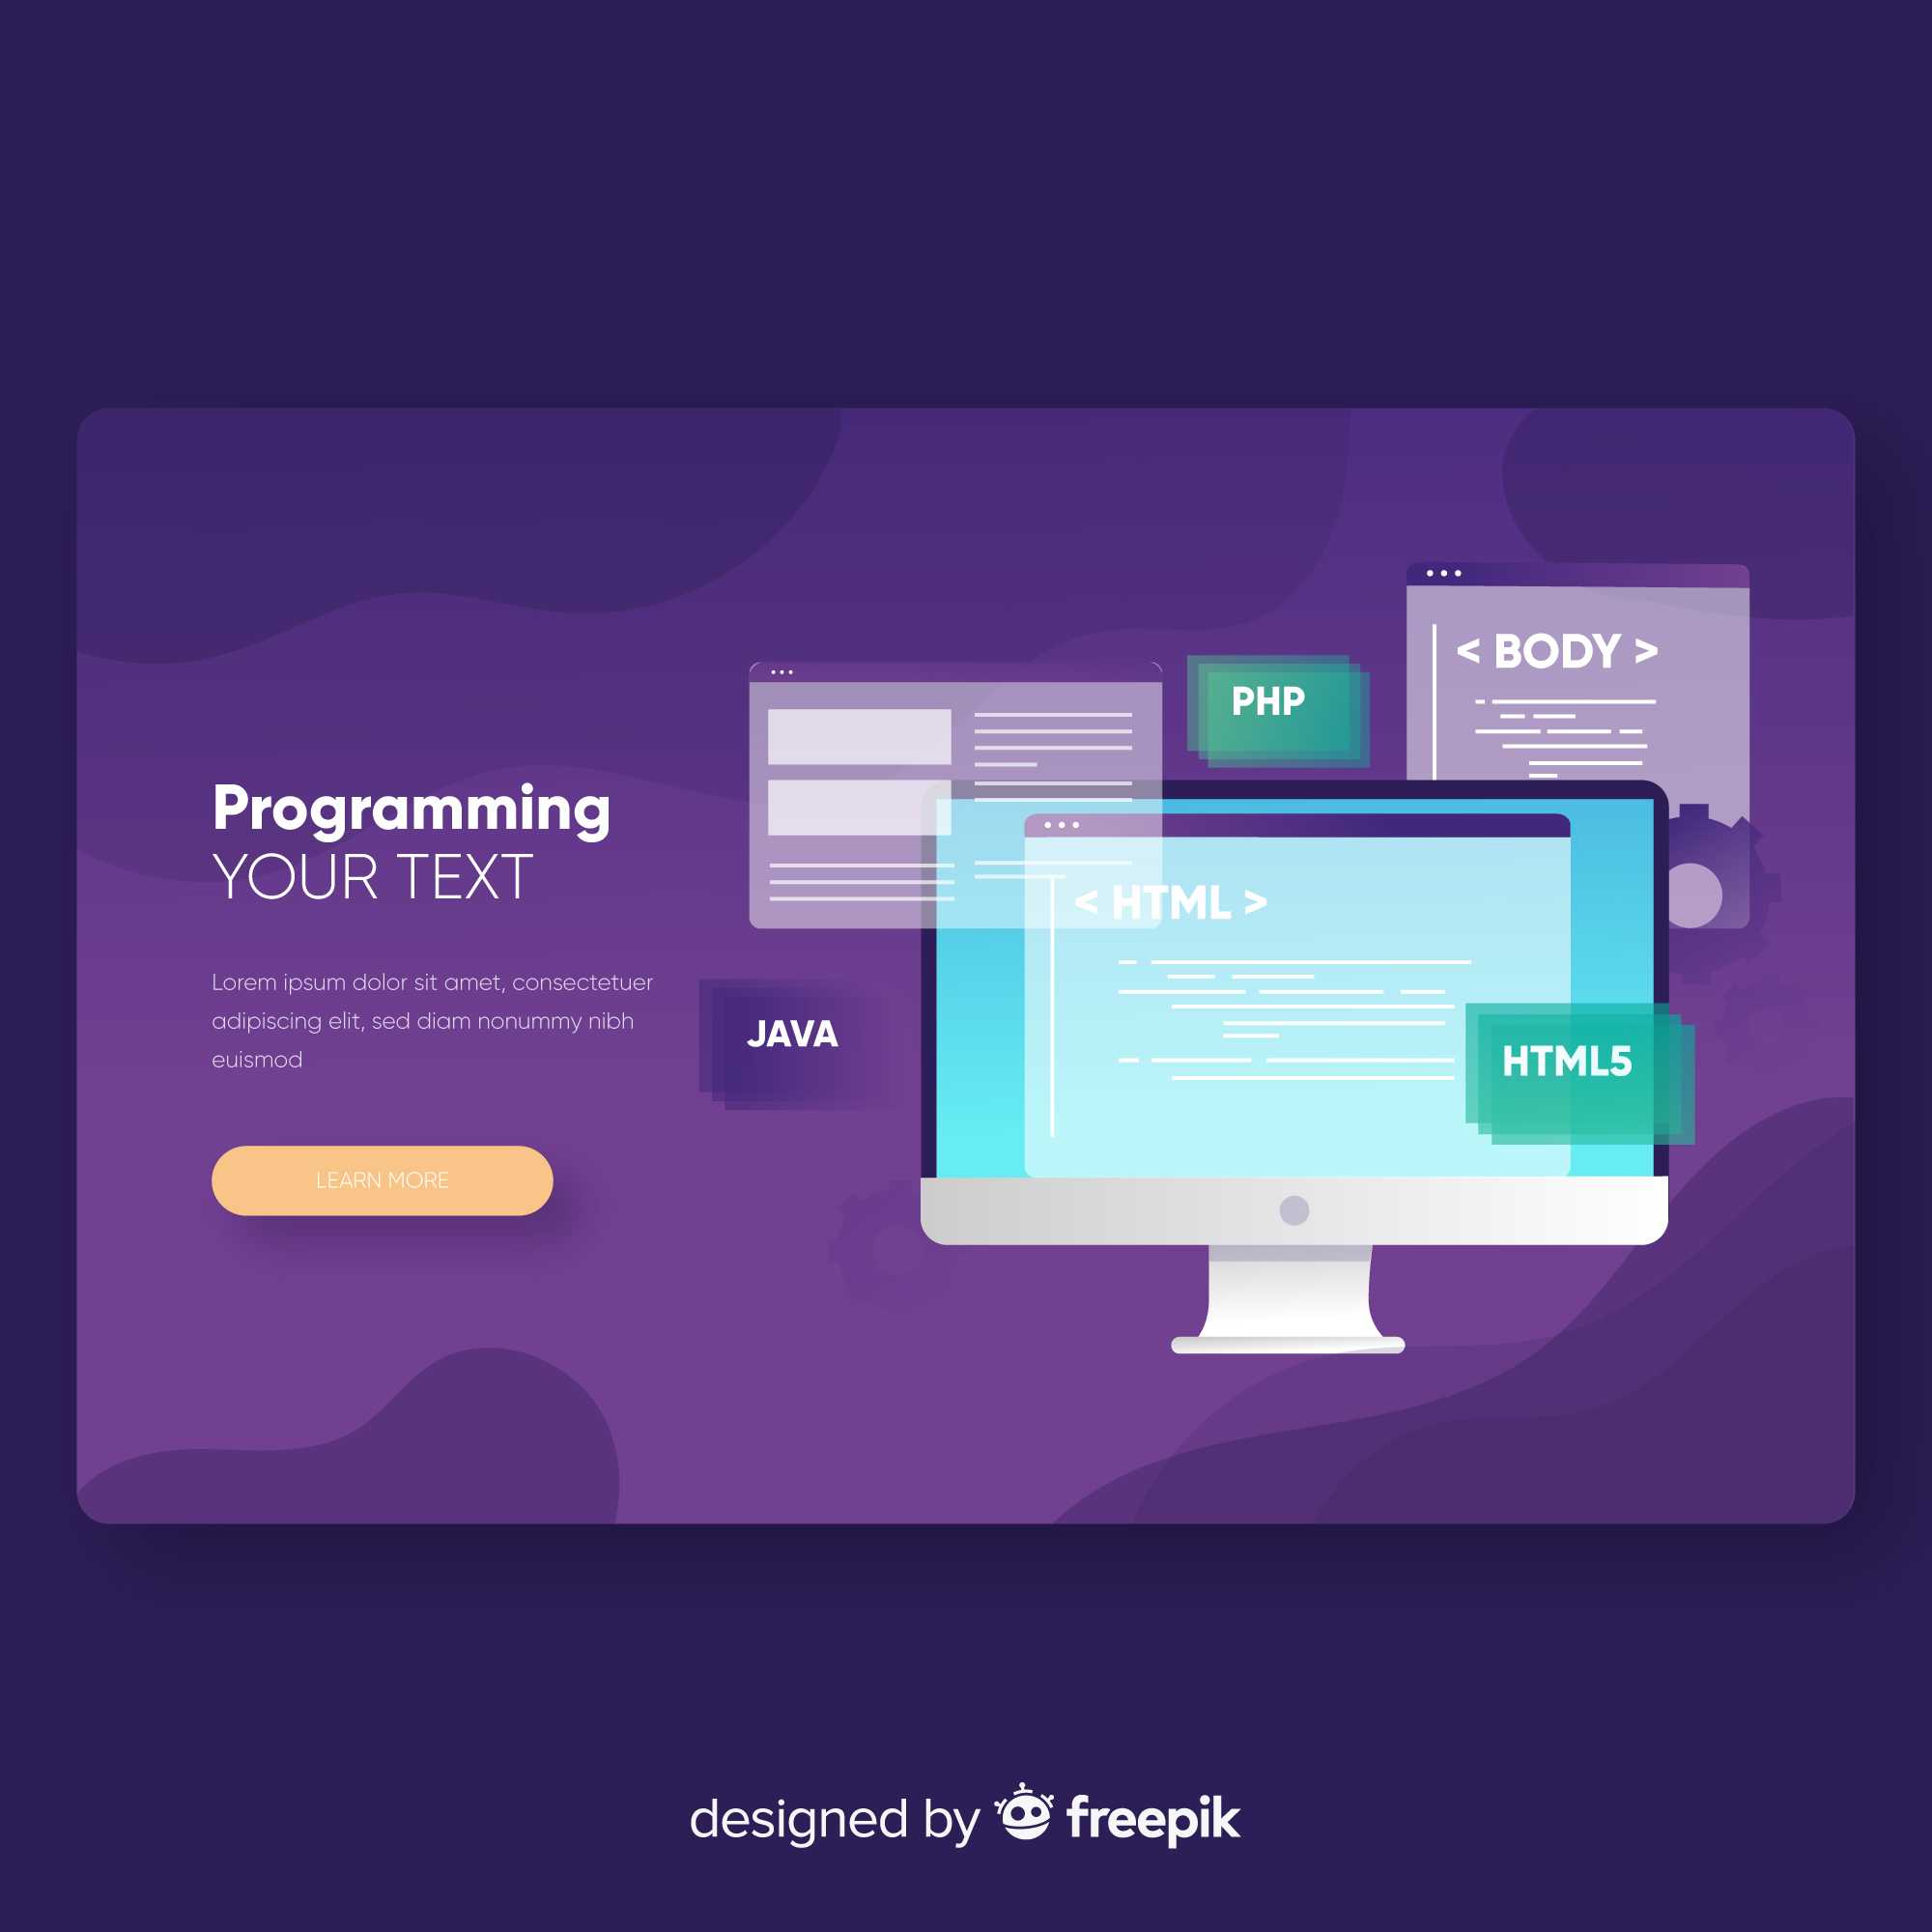 Programming
YOUR TEXT
Lorem ipsum dolor sit amet, consectetuer
adipiscing elit, sed diam nonummy nibh
euismod
LEARN MORE
PHP
< BODY >
< HTML >
JAVA
HTML5
designed by freepik